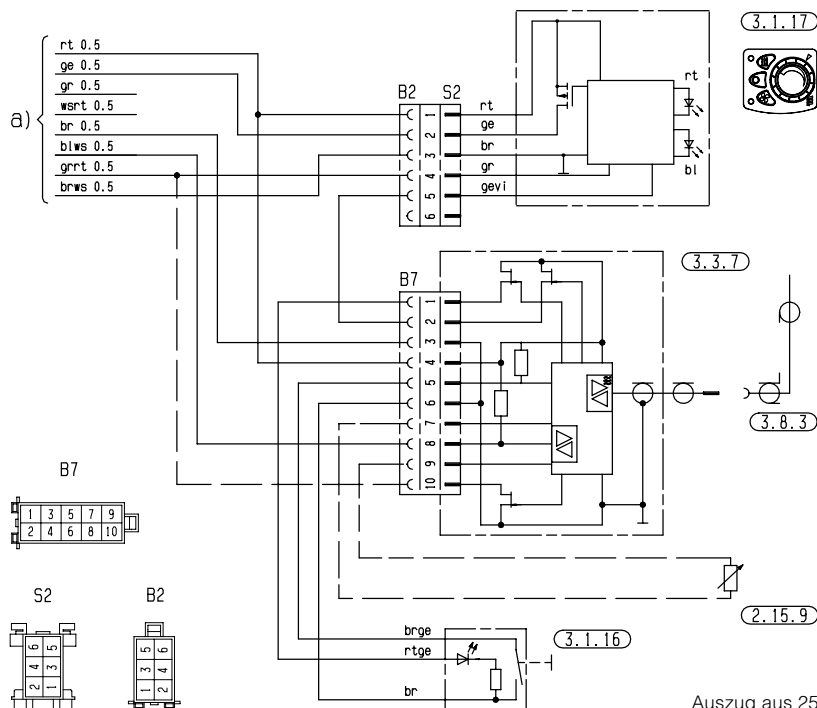 a)
rt 0.5
ge 0.5
gr 0.5
wsrt 0.5
br 0.5
blws 0.5
grrt 0.5
brws 0.5
B2 S2
1
2
3
4
5
6
rt
ge
br
gr
gevi
rt
bl
3.1.17
B7
1
2
3
4
5
6
7
8
9
10
3.3.7
3.8.3
2.15.9
B7
1 3 5 7 9
2 4 6 8 10
S2
6 5
4 3
2 1
B2
5 6
3 4
1 2
brge
rtge
br
3.1.16
Auszug aus 25